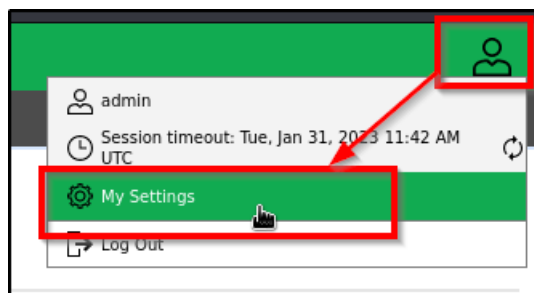 admin
Session timeout: Tue, Jan 31, 2023 11:42 AM
UTC
My Settings
Log Out